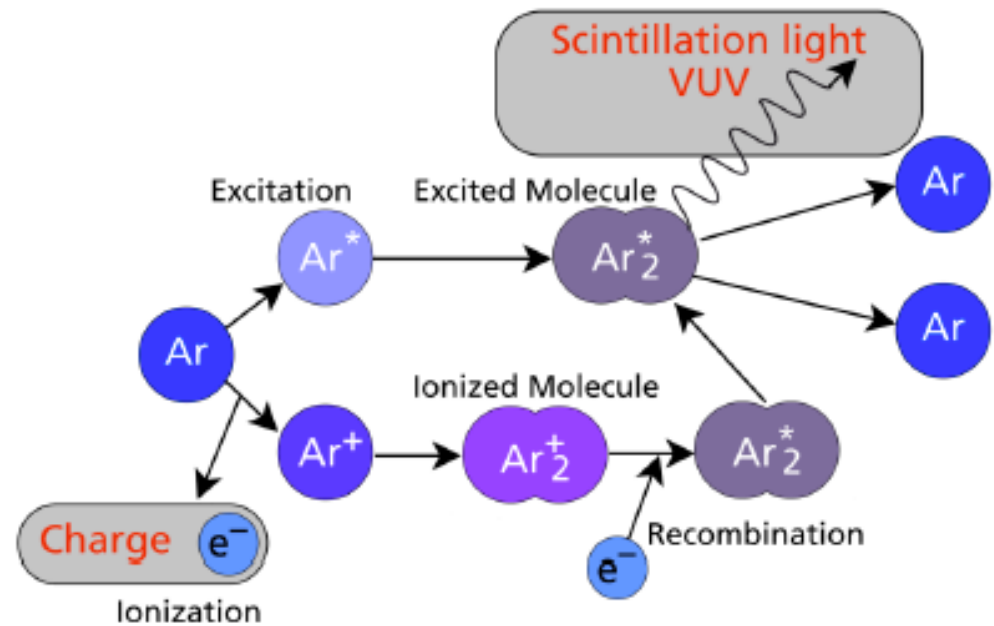 Scintillation light
VUV
Excitation
Excited Molecule
Ar
Ar*
Ar₂*
Ar
Ar
Ionized Molecule
Ar⁺
Ar₂⁺
Ar₂*
Charge e⁻
e⁻
Recombination
Ionization